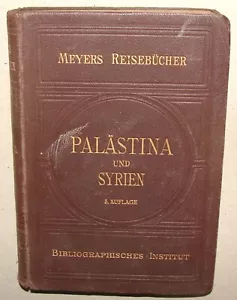 MEYERS REISEBÜCHER
PALÄSTINA
UND
SYRIEN
3. AUFLAGE
BIBLIOGRAPHISCHES INSTITUT